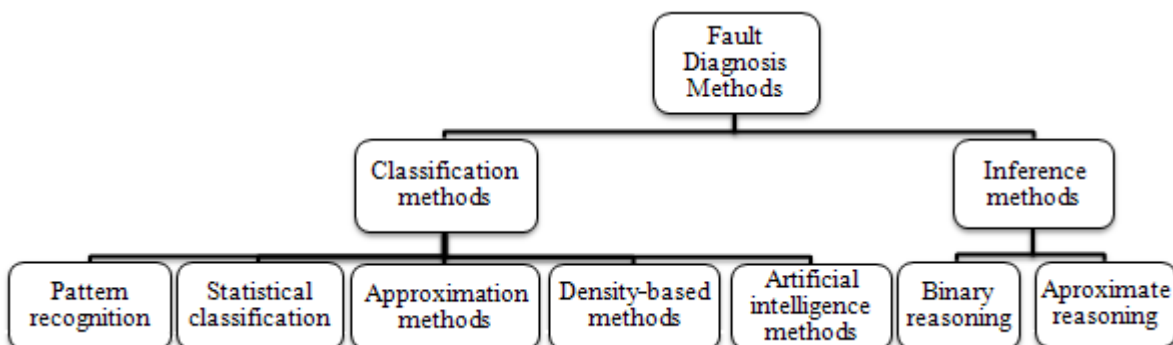 Fault
Diagnosis
Methods
Classification
methods
Inference
methods
Pattern
recognition
Statistical
classification
Approximation
methods
Density-based
methods
Artificial
intelligence
methods
Binary
reasoning
Aproximate
reasoning